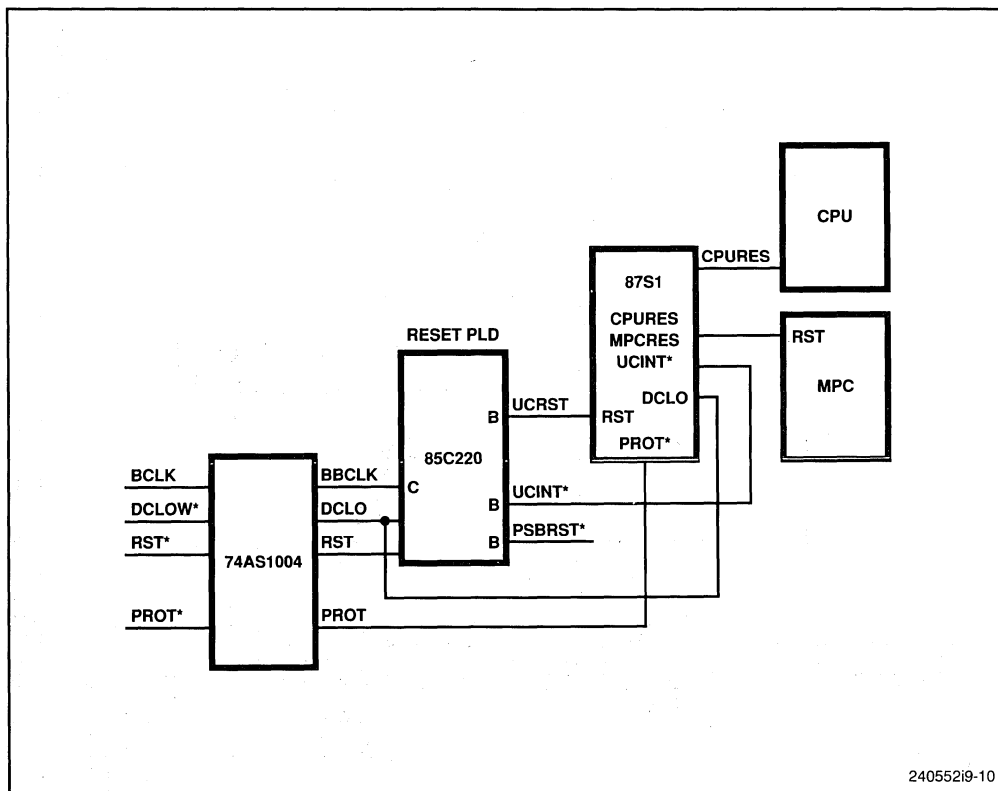 CPU
CPURES
87S1
CPURES
MPCRES
UCINT*
DCLO
RST
PROT*
RST
MPC
RESET PLD
B UCRST
85C220
C
B UCINT*
B PSBRST*
BCLK
DCLOW*
RST*
PROT*
74AS1004
BBCLK
DCLO
RST
PROT
240552i9-10